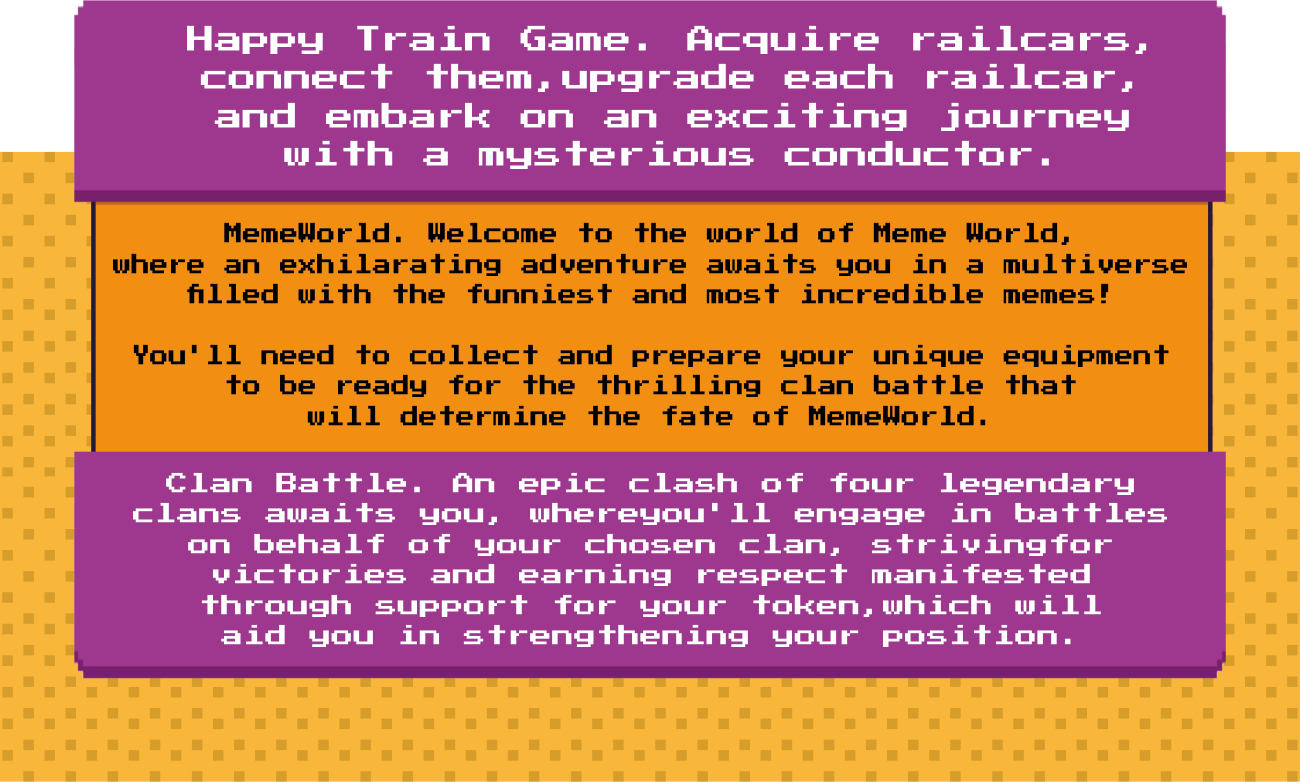 Happy Train Game. Acquire railcars,
connect them,upgrade each railcar,
and embark on an exciting journey
with a mysterious conductor.
MemeWorld. Welcome to the world of Meme World,
where an exhilarating adventure awaits you in a multiverse
filled with the funniest and most incredible memes!
You'll need to collect and prepare your unique equipment
to be ready for the thrilling clan battle that
will determine the fate of MemeWorld.
Clan Battle. An epic clash of four legendary
clans awaits you, whereyou'll engage in battles
on behalf of your chosen clan, strivingfor
victories and earning respect manifested
through support for your token,which will
aid you in strengthening your position.